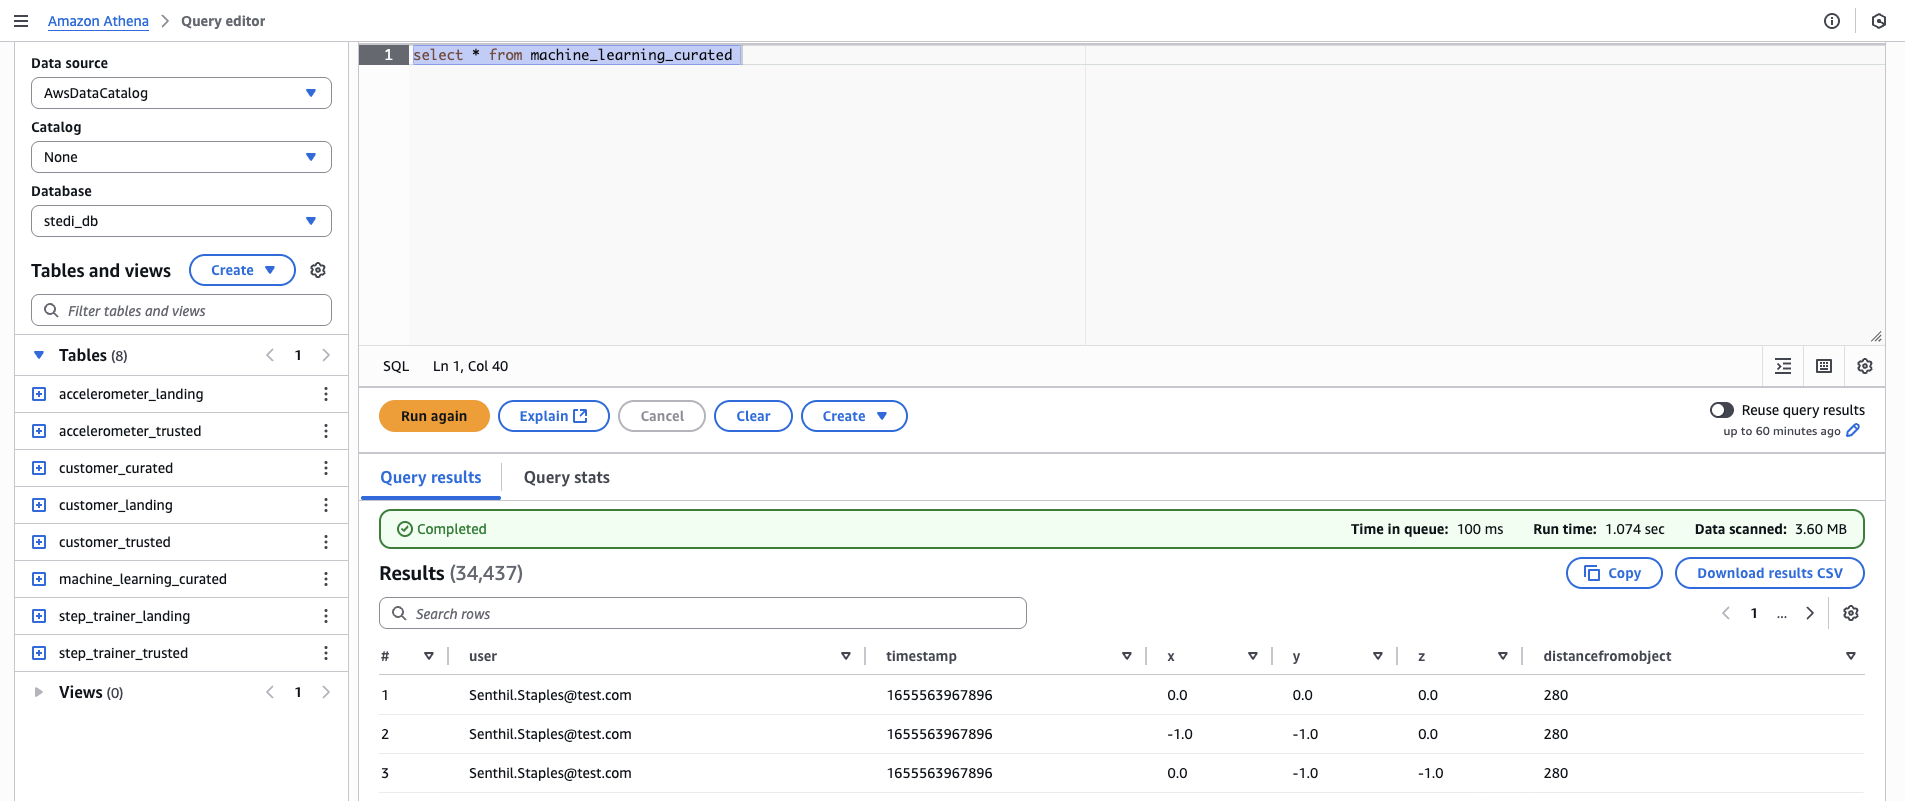 Amazon Athena > Query editor
Data source
AwsDataCatalog
Catalog
None
Database
stedi_db
Tables and views Create
Filter tables and views
Tables (8) 1
accelerometer_landing
accelerometer_trusted
customer_curated
customer_landing
customer_trusted
machine_learning_curated
step_trainer_landing
step_trainer_trusted
Views (0) 1
1 select * from machine_learning_curated
SQL Ln 1, Col 40
Run again Explain Cancel Clear Create
Reuse query results
up to 60 minutes ago
Query results Query stats
Completed Time in queue: 100 ms Run time: 1.074 sec Data scanned: 3.60 MB
Results (34,437) Copy Download results CSV
Search rows 1 ...
# user timestamp x y z distancefromobject
1 Senthil.Staples@test.com 1655563967896 0.0 0.0 0.0 280
2 Senthil.Staples@test.com 1655563967896 -1.0 -1.0 0.0 280
3 Senthil.Staples@test.com 1655563967896 0.0 -1.0 -1.0 280